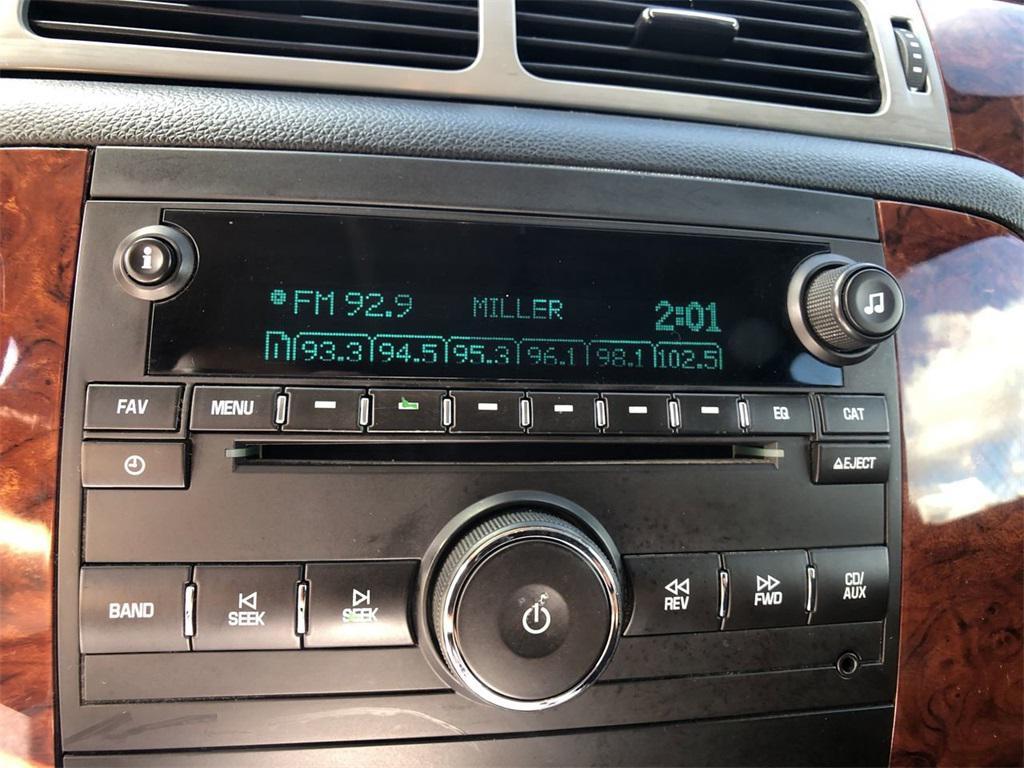 FM 92.9 MILLER 2:01
93.3 94.5 95.3 96.1 98.1 102.5
FAV MENU EQ CAT
EJECT
BAND SEEK SEEK REV FWD CD/
AUX